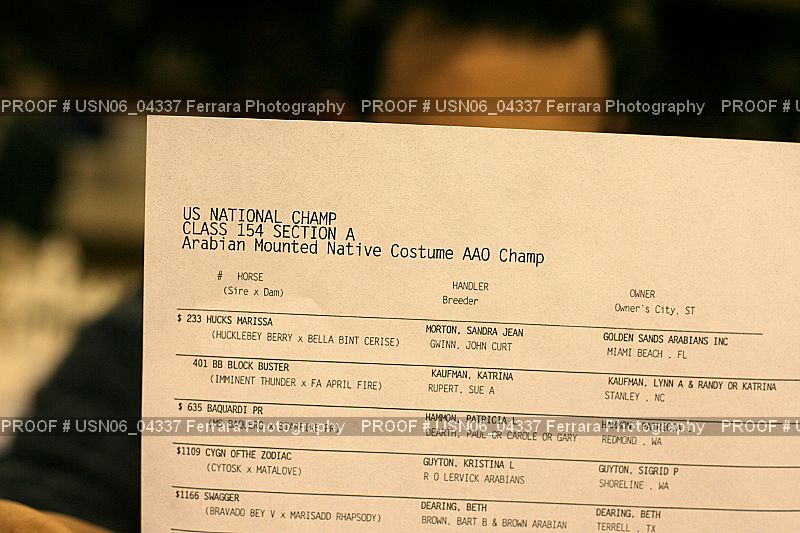 PROOF # USN06_04337 Ferrara Photography PROOF # USN06_04337 Ferrara Photography PROOF # U
US NATIONAL CHAMP
CLASS 154 SECTION A
Arabian Mounted Native Costume AAO Champ
# HORSE HANDLER OWNER
(Sire x Dam) Breeder Owner's City, ST
$ 233 HUCKS MARISSA MORTON, SANDRA JEAN GOLDEN SANDS ARABIANS INC
(HUCKLEBEY BERRY x BELLA BINT CERISE) GWINN, JOHN CURT MIAMI BEACH , FL
401 BB BLOCK BUSTER KAUFMAN, KATRINA KAUFMAN, LYNN A & RANDY OR KATRINA
(IMMINENT THUNDER x FA APRIL FIRE) RUPERT, SUE A STANLEY , NC
$ 635 BAQUARDI PR HAMMON, PATRICIA L
DEARTH, PAUL-CR CAROLE OR GARY REDMOND , WA
PROOF # USN06_04337 Ferrara Photography PROOF # USN06_04337 Ferrara Photography PROOF # U
$1109 CYGN OFTHE ZODIAC GUYTON, KRISTINA L GUYTON, SIGRID P
(CYTOSK x MATALOVE) R O LERVICK ARABIANS SHORELINE , WA
$1166 SWAGGER DEARING, BETH DEARING, BETH
(BRAVADO BEY V x MARISADD RHAPSODY) BROWN, BART B & BROWN ARABIAN TERRELL , TX